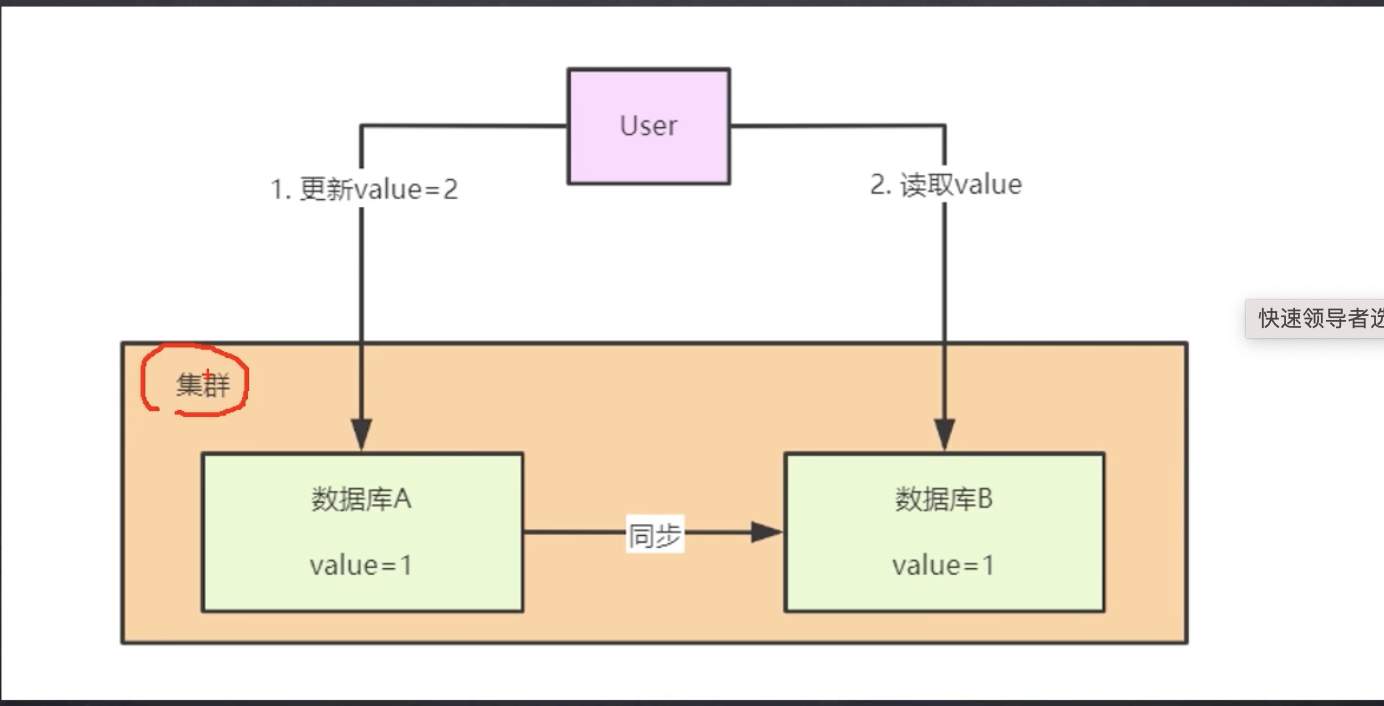 User
1. 更新value=2
2. 读取value
快速领导者选
集群
数据库A
value=1
同步
数据库B
value=1